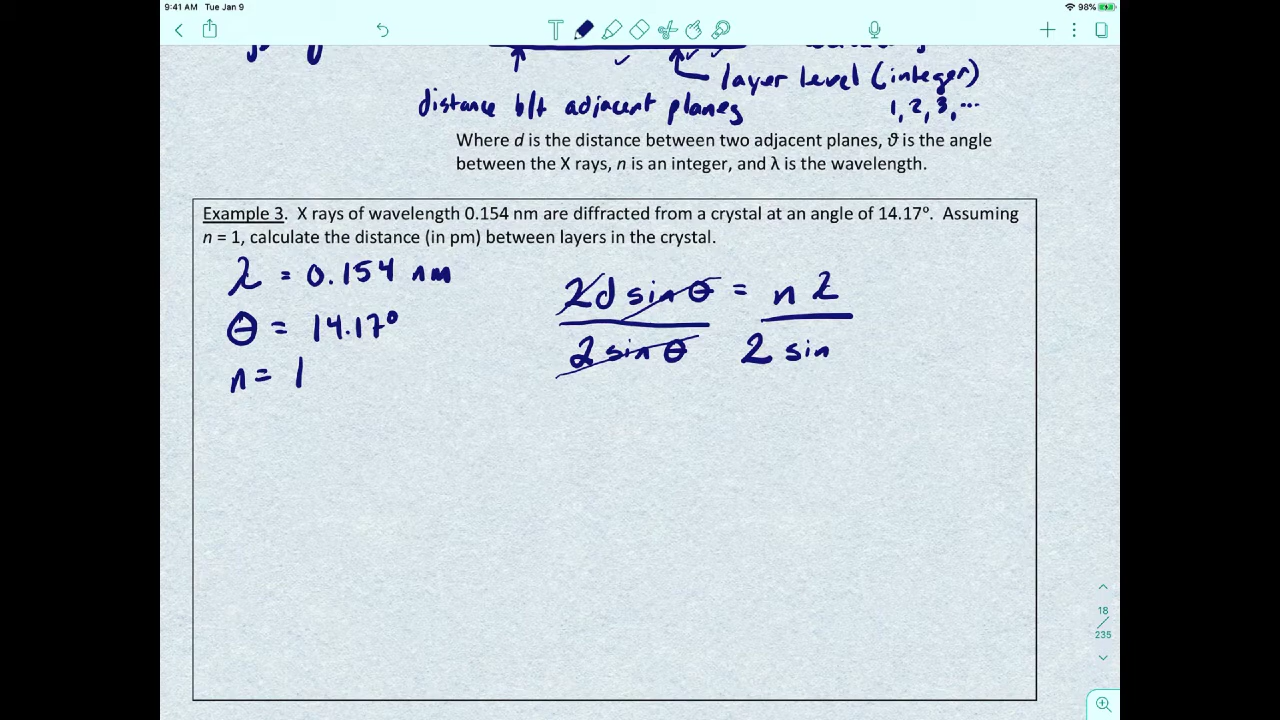 9:41 AM Tue Jan 9
98%
layer level (integer)
distance b/t adjacent planes
1, 2, 3, ...
Where d is the distance between two adjacent planes, ϑ is the angle
between the X rays, n is an integer, and λ is the wavelength.
Example 3. X rays of wavelength 0.154 nm are diffracted from a crystal at an angle of 14.17°. Assuming
n = 1, calculate the distance (in pm) between layers in the crystal.
λ = 0.154 nm
θ = 14.17°
n = 1
2d sin θ = n λ
2 sin θ 2 sin
18
/
235